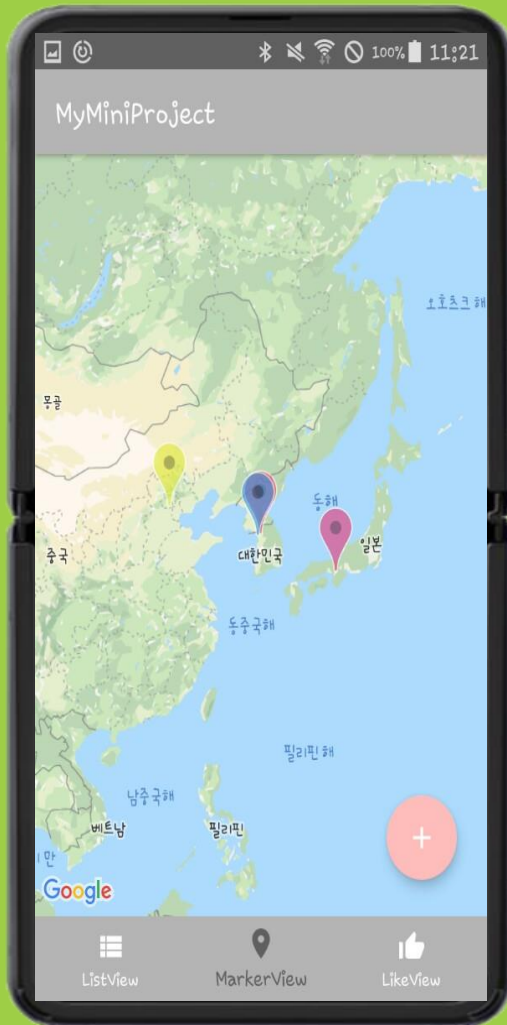 100% 11:21
MyMiniProject
오호츠크 해
몽골
동해
중국
대한민국
일본
동중국해
필리핀 해
남중국해
베트남
필리핀
만
Google
+
ListView
MarkerView
LikeView